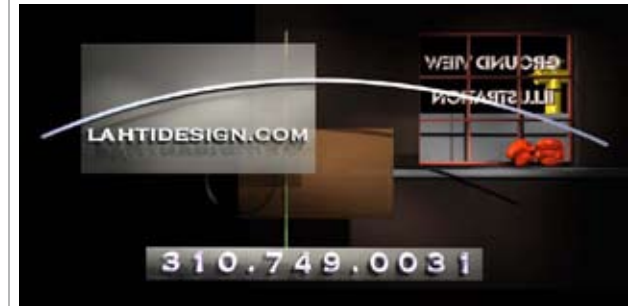 GROUND VIEW
ILLUSTRATION
LAHTIDESIGN.COM
310.749.0031